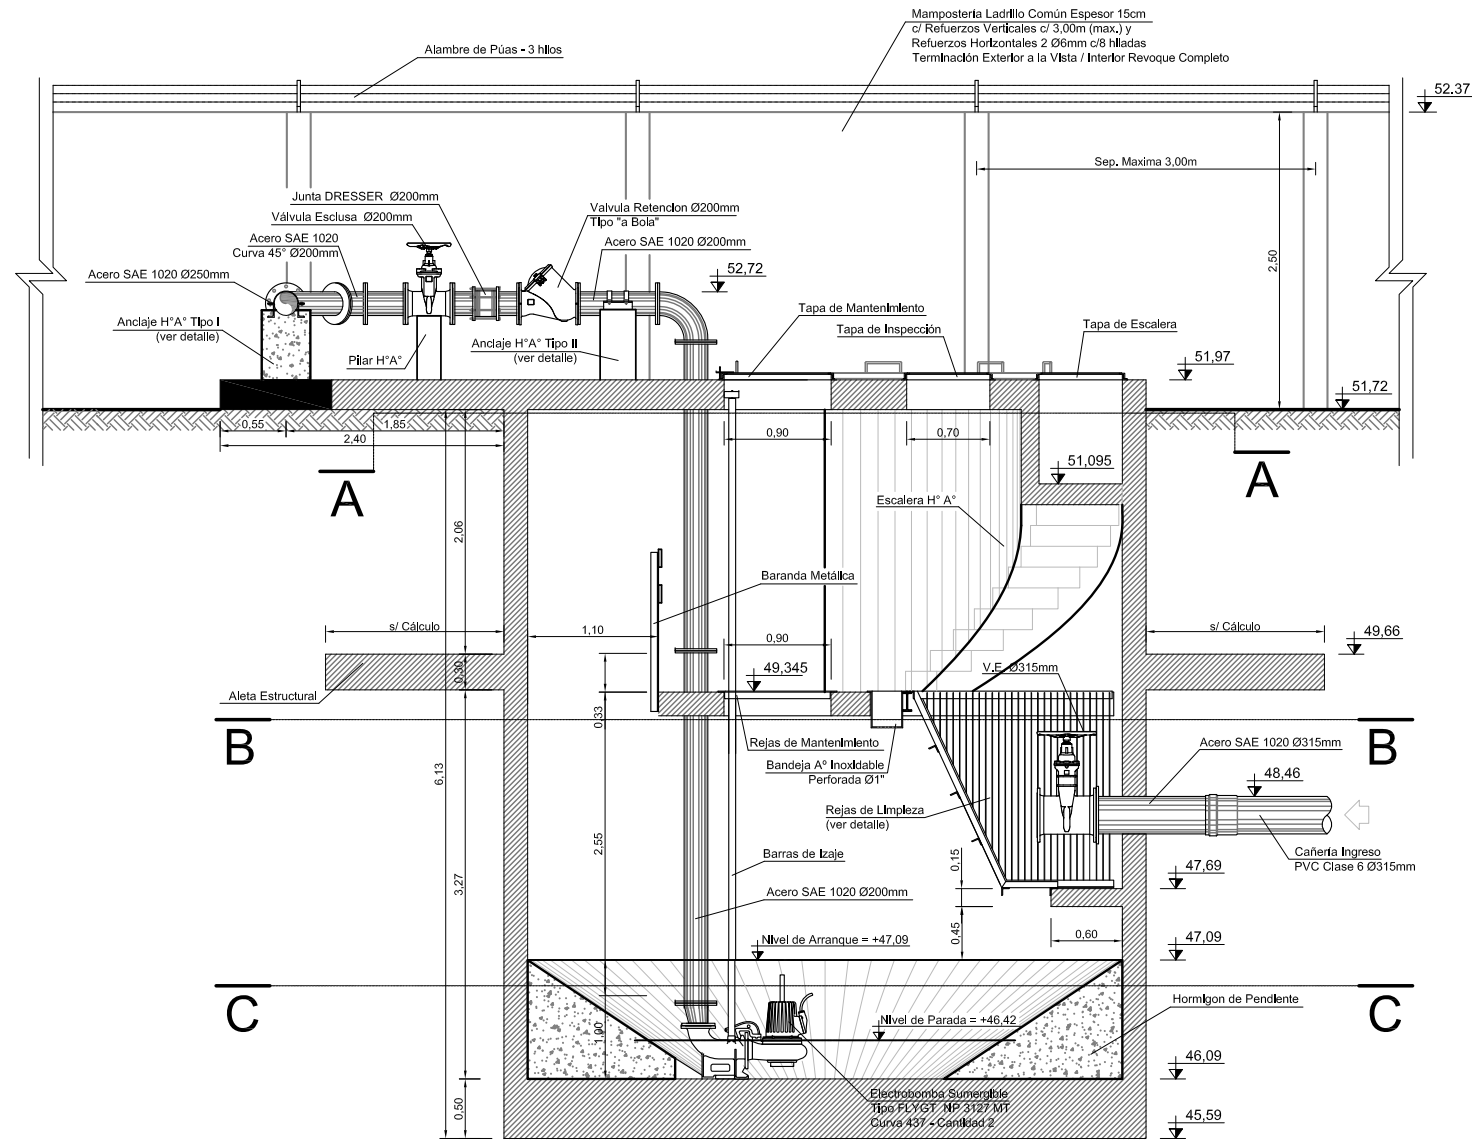 Mampostería Ladrillo Común Espesor 15cm
c/ Refuerzos Verticales c/ 3,00m (max.) y
Refuerzos Horizontales 2 Ø6mm c/8 hiladas
Terminación Exterior a la Vista / Interior Revoque Completo
Alambre de Púas - 3 hilos
52.37
Sep. Maxima 3,00m
2,50
Junta DRESSER Ø200mm
Válvula Esclusa Ø200mm
Acero SAE 1020
Curva 45° Ø200mm
Acero SAE 1020 Ø250mm
Valvula Retencion Ø200mm
Tipo "a Bola"
Acero SAE 1020 Ø200mm
52,72
Anclaje H°A° Tipo I
(ver detalle)
Pilar H°A°
Anclaje H°A° Tipo II
(ver detalle)
Tapa de Mantenimiento
Tapa de Inspección
Tapa de Escalera
51,97
51,72
0,55
1,85
2,40
0,90
0,70
51,095
A
A
Escalera H° A°
2,06
Baranda Metálica
s/ Cálculo
1,10
0,90
s/ Cálculo
49,66
0,30
49,345
V.E. Ø315mm
Aleta Estructural
0,33
B
B
Rejas de Mantenimiento
Bandeja Aº Inoxidable
Perforada Ø1"
Acero SAE 1020 Ø315mm
48,46
6,13
Rejas de Limpieza
(ver detalle)
2,55
Barras de Izaje
Cañería Ingreso
PVC Clase 6 Ø315mm
0,15
47,69
3,27
Acero SAE 1020 Ø200mm
0,45
0,60
Nivel de Arranque = +47,09
47,09
C
C
Hormigon de Pendiente
1,00
Nivel de Parada = +46,42
46,09
Electrobomba Sumergible
Tipo FLYGT NP 3127 MT
Curva 437 - Cantidad 2
0,50
45,59